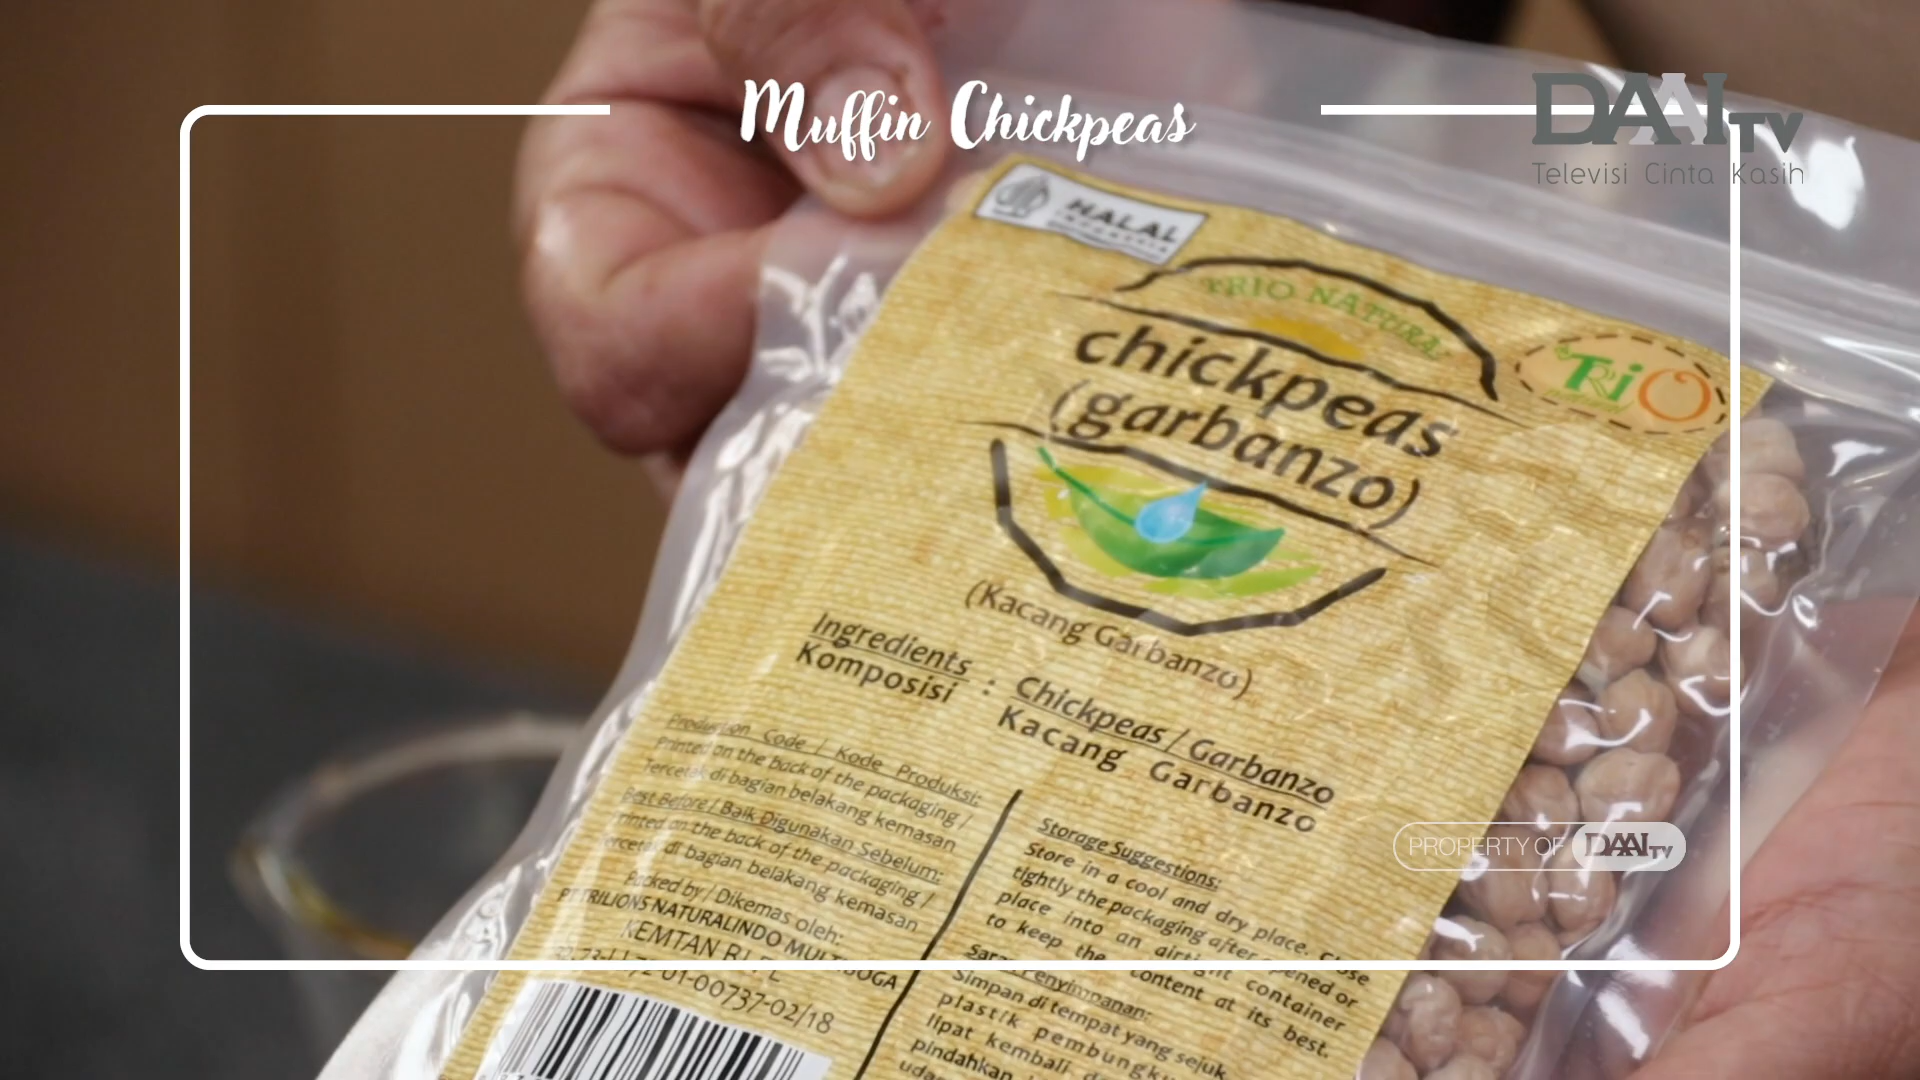 Muffin Chickpeas
DAAI TV
Televisi Cinta Kasih
HALAL
INDONESIA
TRIO NATURAL
TRiO
chickpeas
(garbanzo)
(Kacang Garbanzo)
Ingredients
Komposisi :
Chickpeas / Garbanzo
Kacang Garbanzo
Production Code / Kode Produksi:
Printed on the back of the packaging /
Tercetak di bagian belakang kemasan
Best Before / Baik Digunakan Sebelum:
Printed on the back of the packaging /
Tercetak di bagian belakang kemasan
Packed by / Dikemas oleh:
PT TRILIONS NATURALINDO MULTIBOGA
KEMTAN RI
01-00737-02/18
Storage Suggestions:
Store in a cool and dry place. Close
tightly the packaging after opened or
place into an airtight container
to keep the content at its best.
Saran Penyimpanan:
Simpan di tempat yang sejuk
plastik pembungkus
lipat kembali
pindahkan
PROPERTY OF DAAI TV